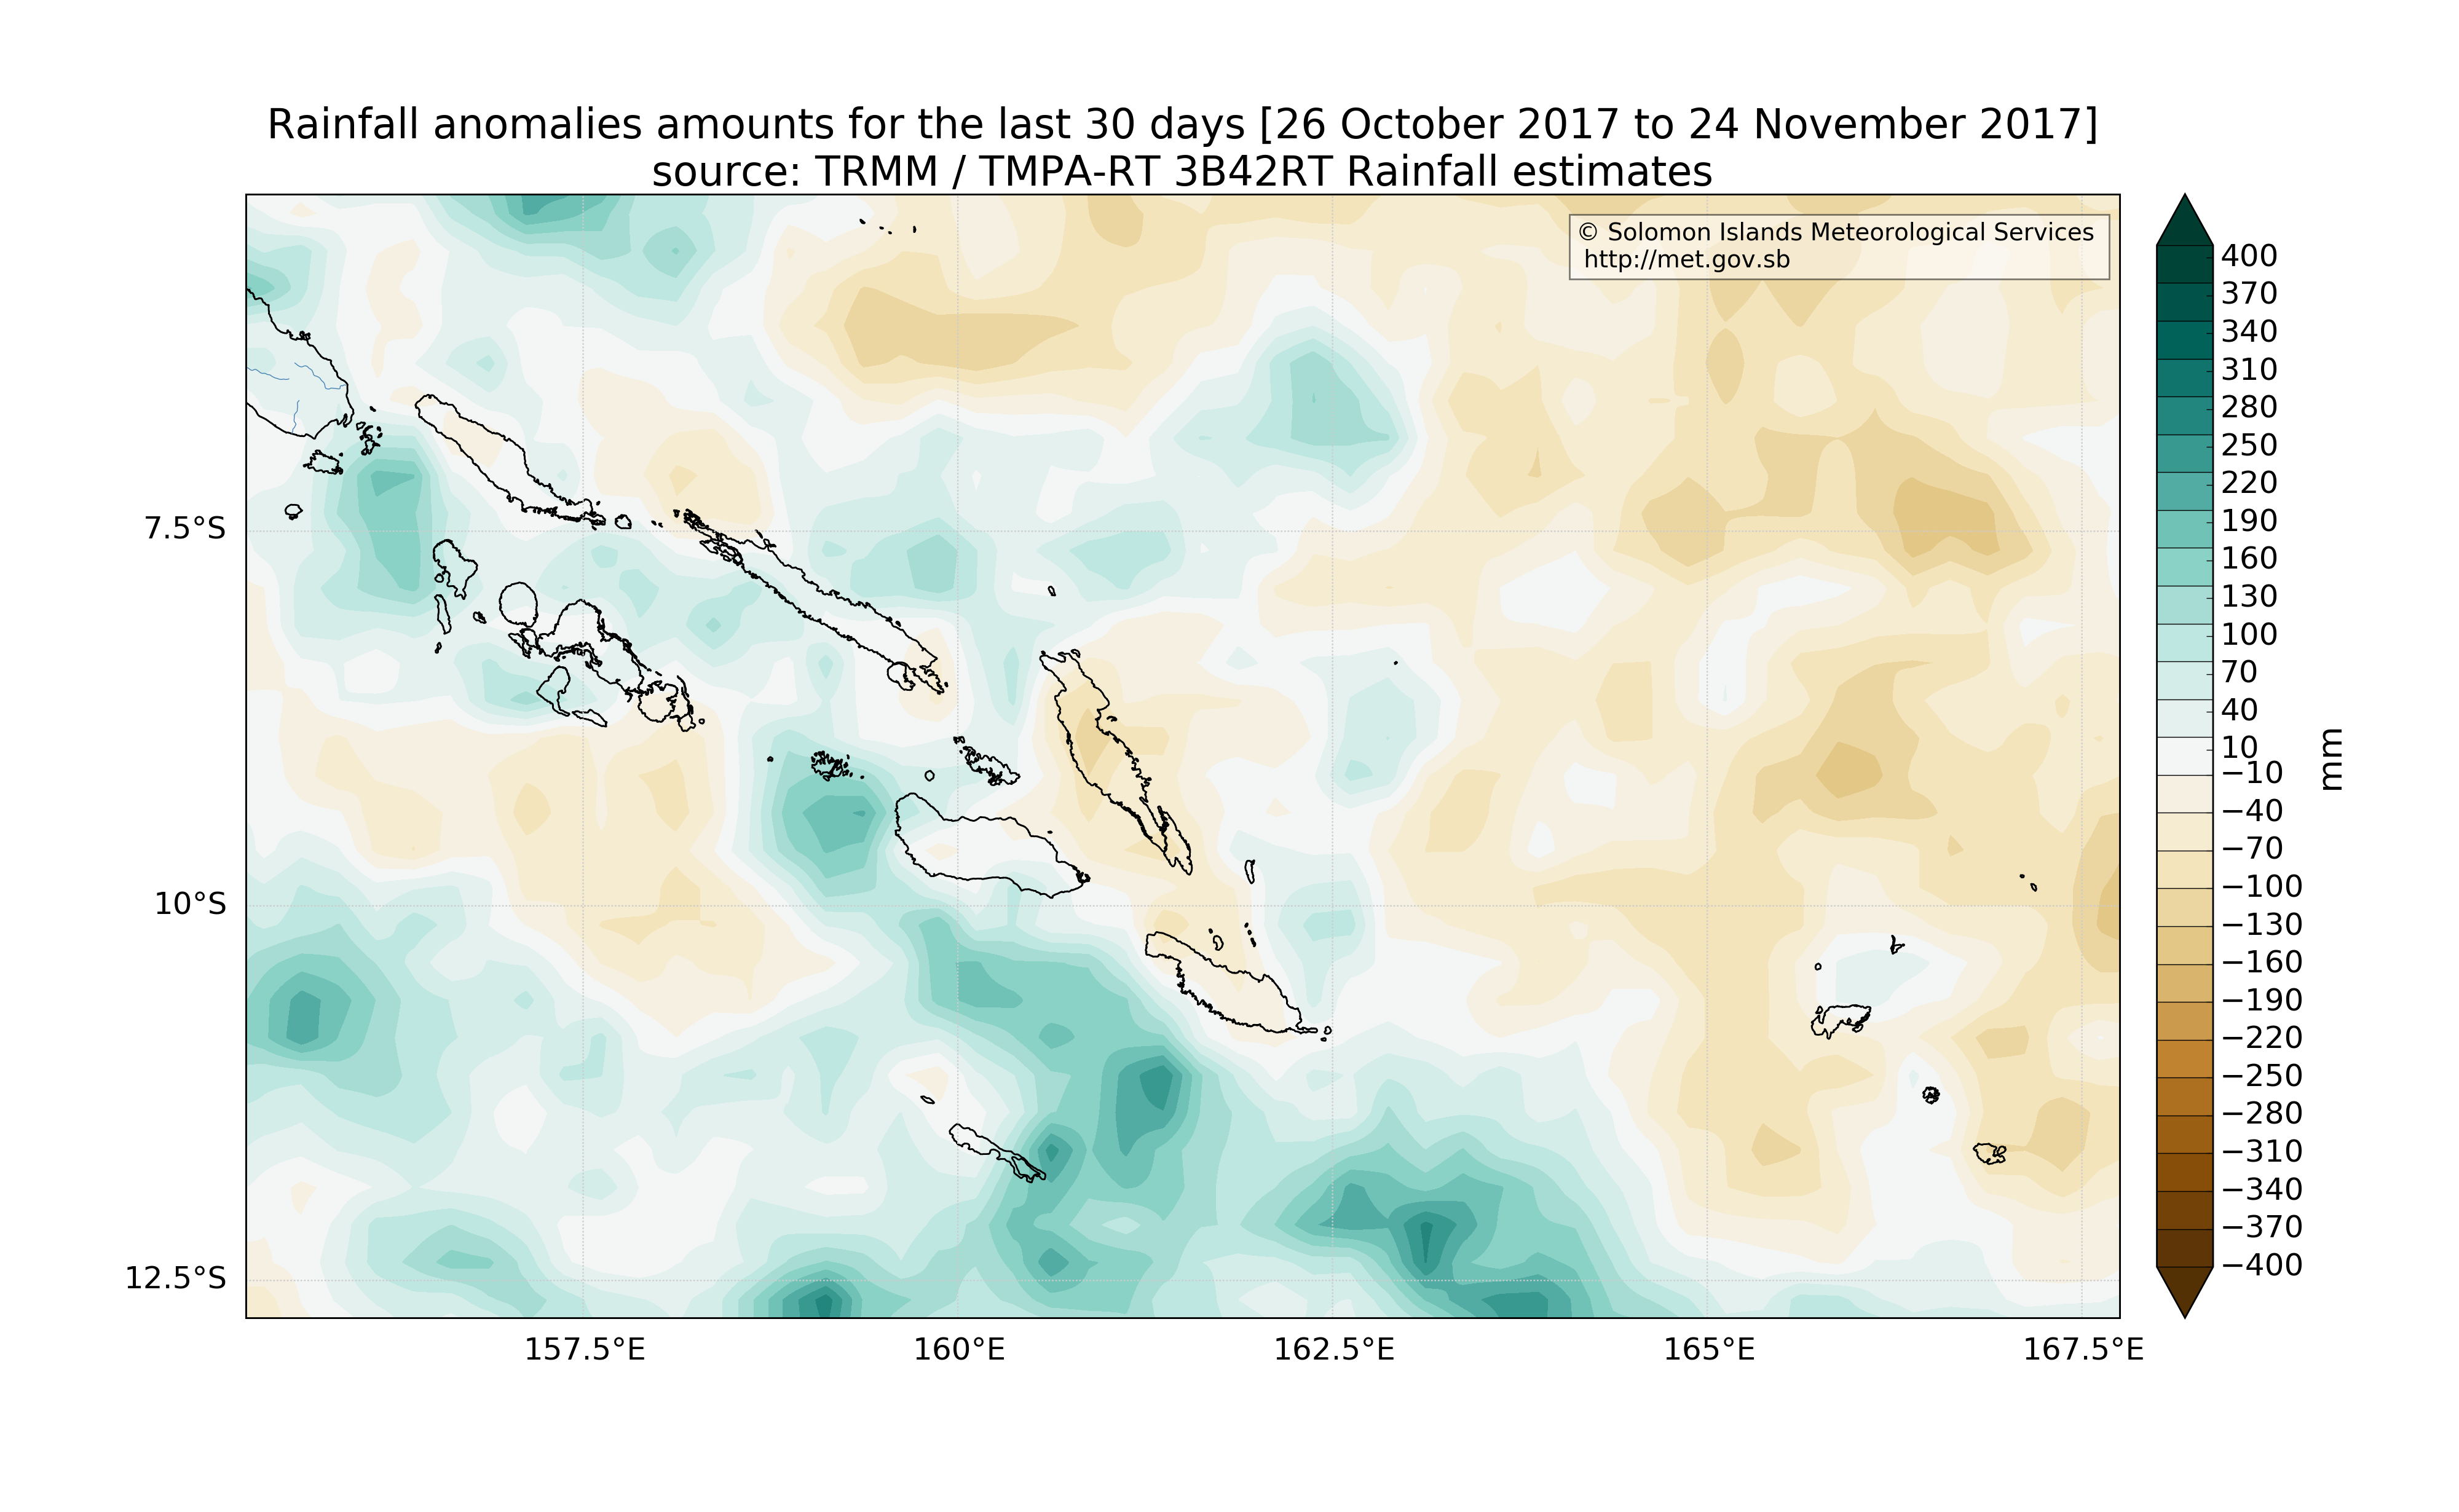 Rainfall anomalies amounts for the last 30 days [26 October 2017 to 24 November 2017]
source: TRMM / TMPA-RT 3B42RT Rainfall estimates
© Solomon Islands Meteorological Services
http://met.gov.sb
7.5°S
10°S
12.5°S
157.5°E
160°E
162.5°E
165°E
167.5°E
400
370
340
310
280
250
220
190
160
130
100
70
40
10
−10
−40
−70
−100
−130
−160
−190
−220
−250
−280
−310
−340
−370
−400
mm